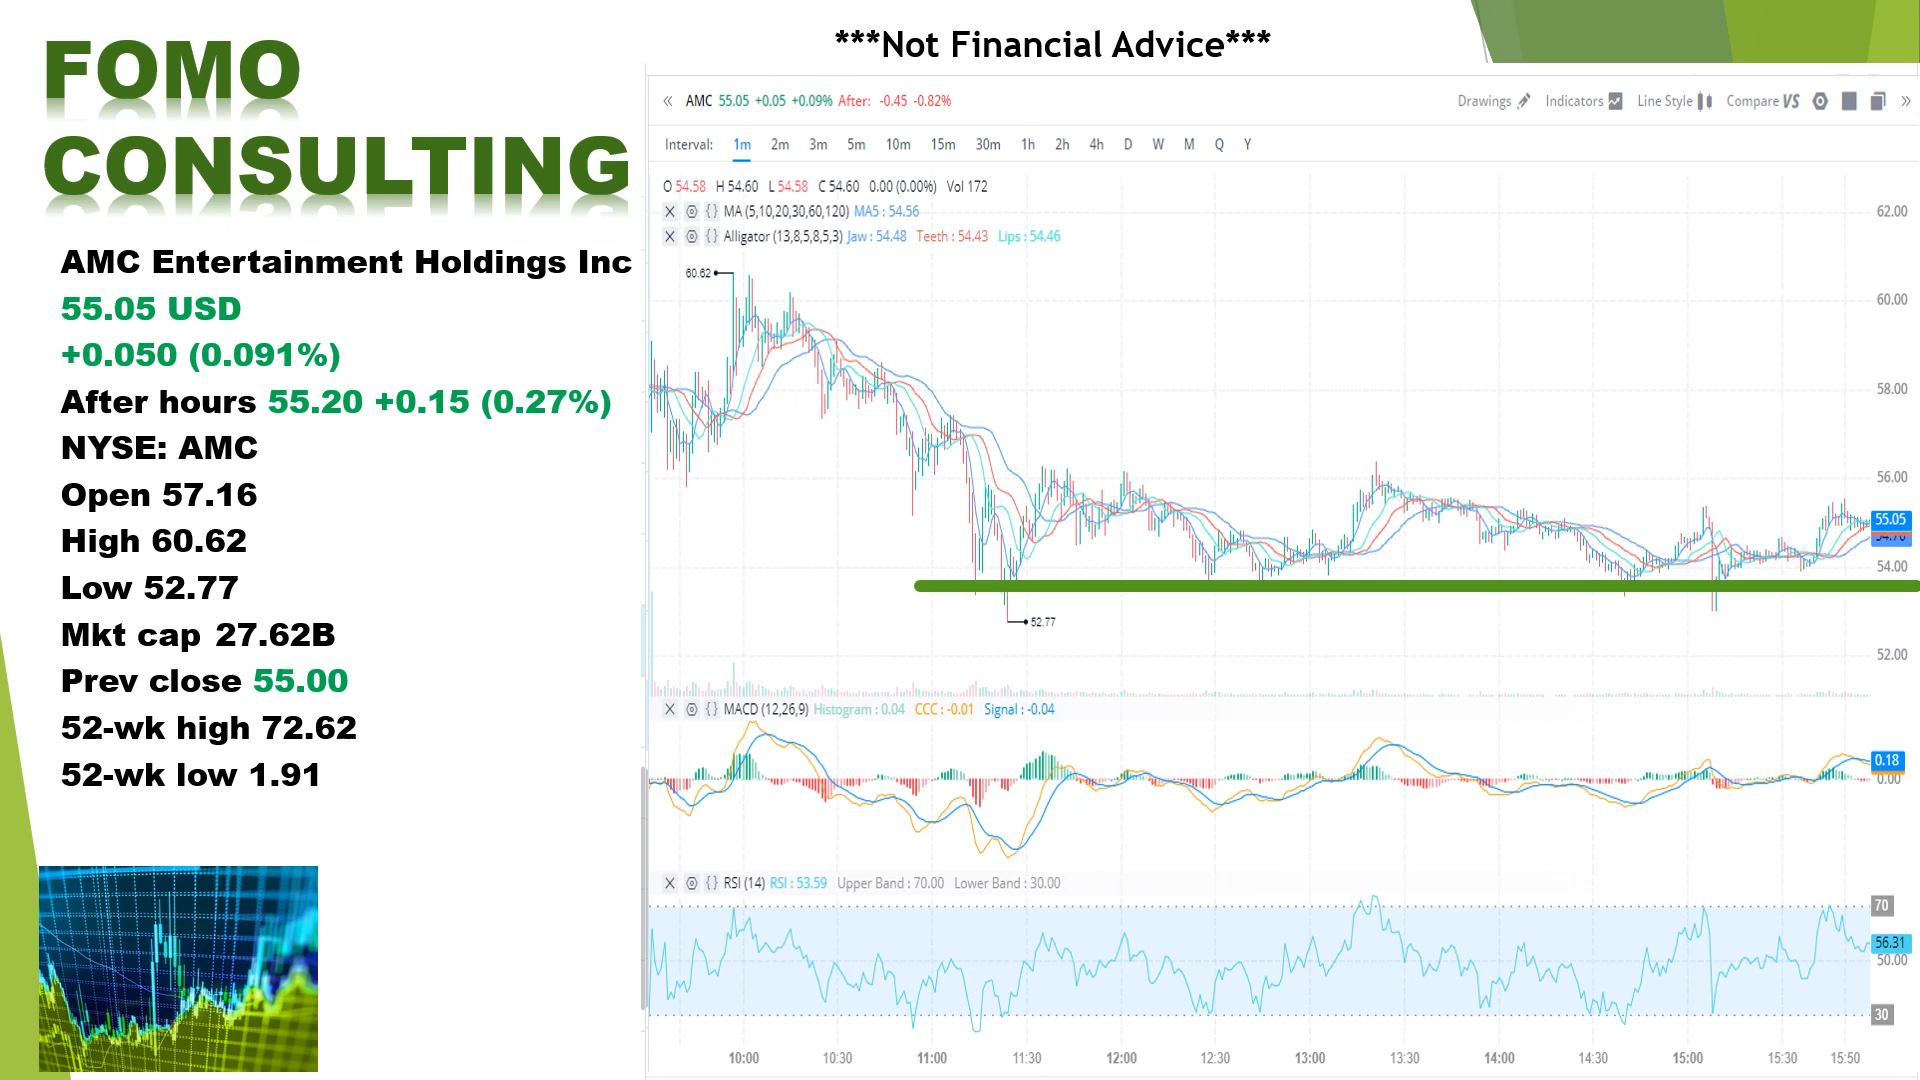 FOMO
CONSULTING
AMC Entertainment Holdings Inc
55.05 USD
+0.050 (0.091%)
After hours 55.20 +0.15 (0.27%)
NYSE: AMC
Open 57.16
High 60.62
Low 52.77
Mkt cap 27.62B
Prev close 55.00
52-wk high 72.62
52-wk low 1.91
***Not Financial Advice***
AMC 55.05 +0.05 +0.09% After: -0.45 -0.82% Drawings Indicators Line Style Compare VS
Interval: 1m 2m 3m 5m 10m 15m 30m 1h 2h 4h D W M Q Y
O 54.58 H 54.60 L 54.58 C 54.60 0.00 (0.00%) Vol 172
MA (5,10,20,30,60,120) MA5 : 54.56
Alligator (13,8,5,8,5,3) Jaw : 54.48 Teeth : 54.43 Lips : 54.46
60.62
52.77
62.00
60.00
58.00
56.00
55.05
54.00
52.00
MACD (12,26,9) Histogram : 0.04 CCC : -0.01 Signal : -0.04
0.18
0.00
RSI (14) RSI : 53.59 Upper Band : 70.00 Lower Band : 30.00
70
56.31
50.00
30
10:00 10:30 11:00 11:30 12:00 12:30 13:00 13:30 14:00 14:30 15:00 15:30 15:50